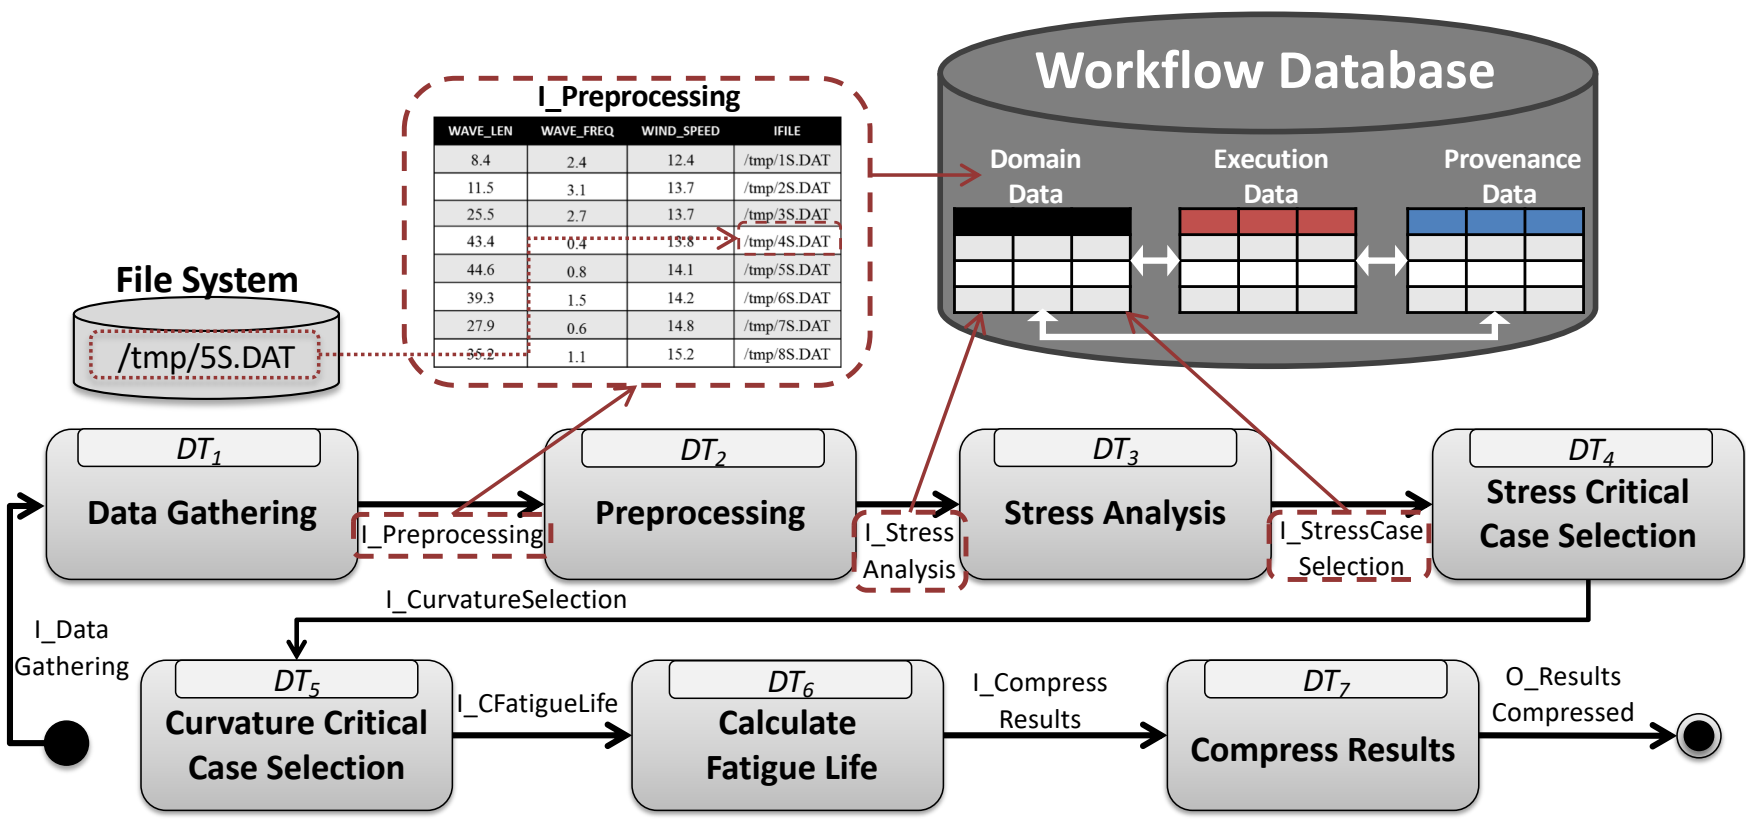 Workflow Database
I_Preprocessing
WAVE_LEN WAVE_FREQ WIND_SPEED IFILE
8.4 2.4 12.4 /tmp/1S.DAT
11.5 3.1 13.7 /tmp/2S.DAT
25.5 2.7 13.7 /tmp/3S.DAT
43.4 0.4 13.8 /tmp/4S.DAT
44.6 0.8 14.1 /tmp/5S.DAT
39.3 1.5 14.2 /tmp/6S.DAT
27.9 0.6 14.8 /tmp/7S.DAT
35.2 1.1 15.2 /tmp/8S.DAT
Domain
Data
Execution
Data
Provenance
Data
File System
/tmp/5S.DAT
DT1
Data Gathering
I_Preprocessing
DT2
Preprocessing
I_Stress
Analysis
DT3
Stress Analysis
I_StressCase
Selection
DT4
Stress Critical
Case Selection
I_CurvatureSelection
I_Data
Gathering
DT5
Curvature Critical
Case Selection
I_CFatigueLife
DT6
Calculate
Fatigue Life
I_Compress
Results
DT7
Compress Results
O_Results
Compressed